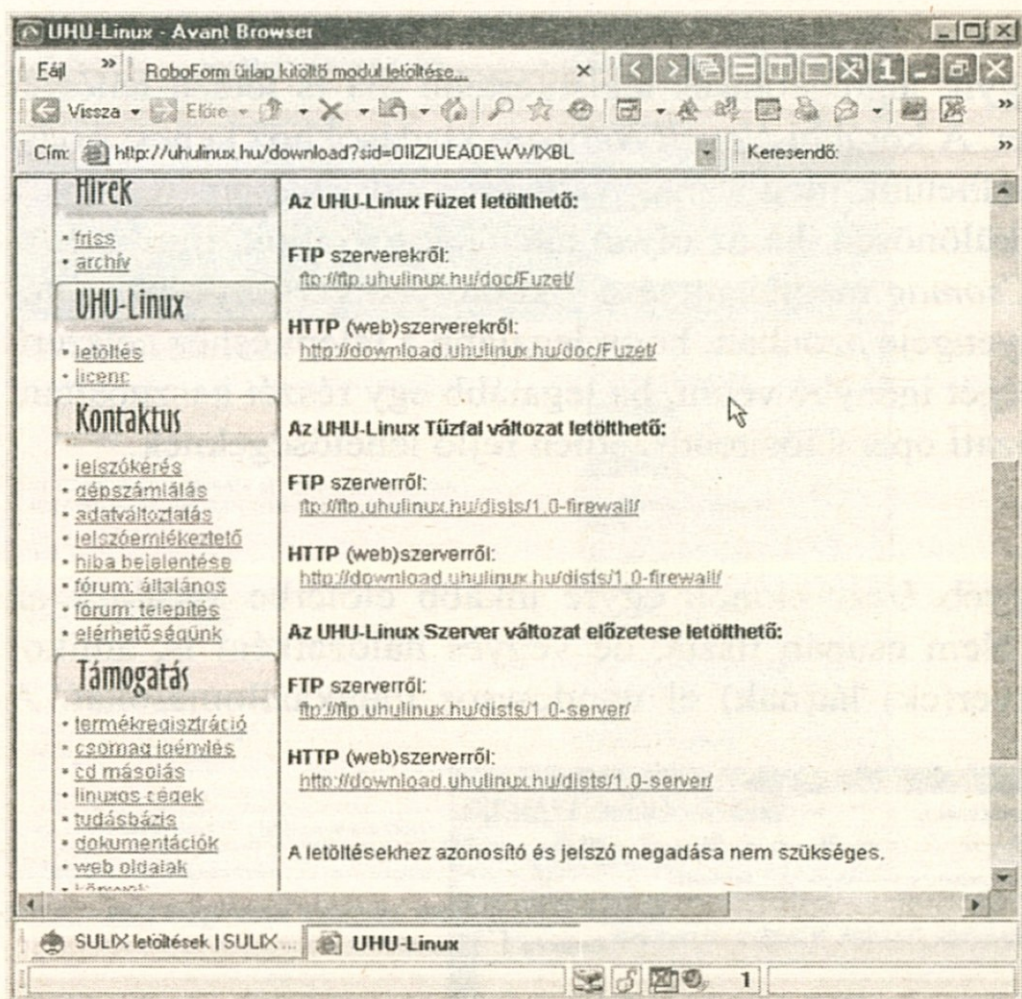 UHU-Linux - Avant Browser
Fájl » RoboForm űrlap kitöltő modul letöltése...
Vissza Előre
Cím: http://uhulinux.hu/download?sid= Keresendő: »
Hírek
• friss
• archív
UHU-Linux
• letöltés
• licenc
Kontaktus
• jelszókérés
• gépszámlálás
• adatváltoztatás
• jelszóemlékeztető
• hiba bejelentése
• fórum: általános
• fórum: telepítés
• elérhetőségünk
Támogatás
• termékregisztráció
• csomag igénylés
• cd másolás
• linuxos cégek
• tudásbázis
• dokumentációk
• web oldalak
Az UHU-Linux Füzet letölthető:
FTP szerverekről:
ftp://ftp.uhulinux.hu/doc/Fuzet/
HTTP (web)szerverekről:
http://download.uhulinux.hu/doc/Fuzet/
Az UHU-Linux Tűzfal változat letölthető:
FTP szerverről:
ftp://ftp.uhulinux.hu/dists/1.0-firewall/
HTTP (web)szerverről:
http://download.uhulinux.hu/dists/1.0-firewall/
Az UHU-Linux Szerver változat előzetese letölthető:
FTP szerverről:
ftp://ftp.uhulinux.hu/dists/1.0-server/
HTTP (web)szerverről:
http://download.uhulinux.hu/dists/1.0-server/
A letöltésekhez azonosító és jelszó megadása nem szükséges.
SULIX letöltések | SULIX ... UHU-Linux
1